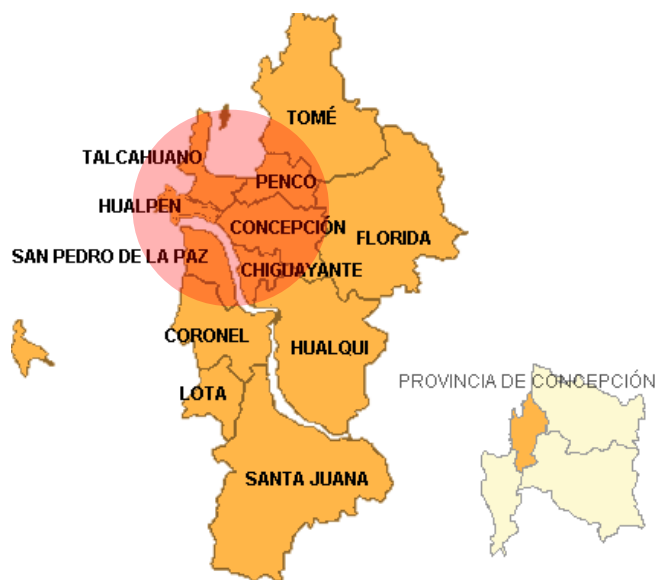 TOMÉ
TALCAHUANO
PENCO
HUALPEN
CONCEPCIÓN
FLORIDA
SAN PEDRO DE LA PAZ
CHIGUAYANTE
CORONEL
HUALQUI
LOTA
PROVINCIA DE CONCEPCIÓN
SANTA JUANA